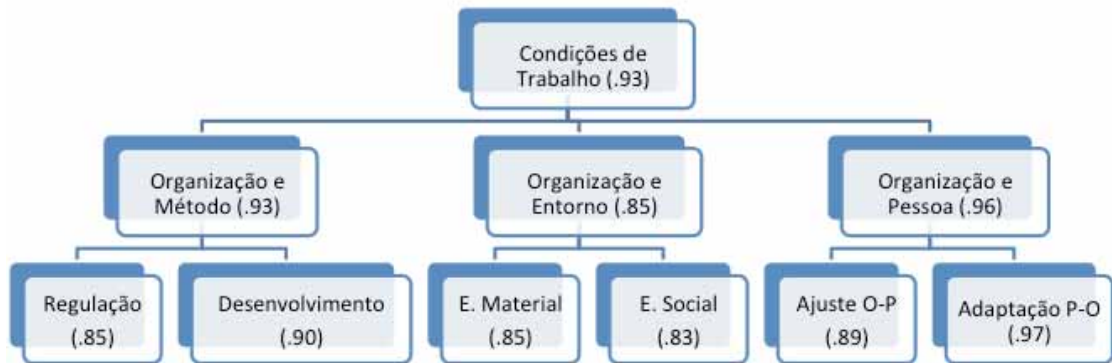 Condições de
Trabalho (.93)
Organização e
Método (.93)
Organização e
Entorno (.85)
Organização e
Pessoa (.96)
Regulação
(.85)
Desenvolvimento
(.90)
E. Material
(.85)
E. Social
(.83)
Ajuste O-P
(.89)
Adaptação P-O
(.97)